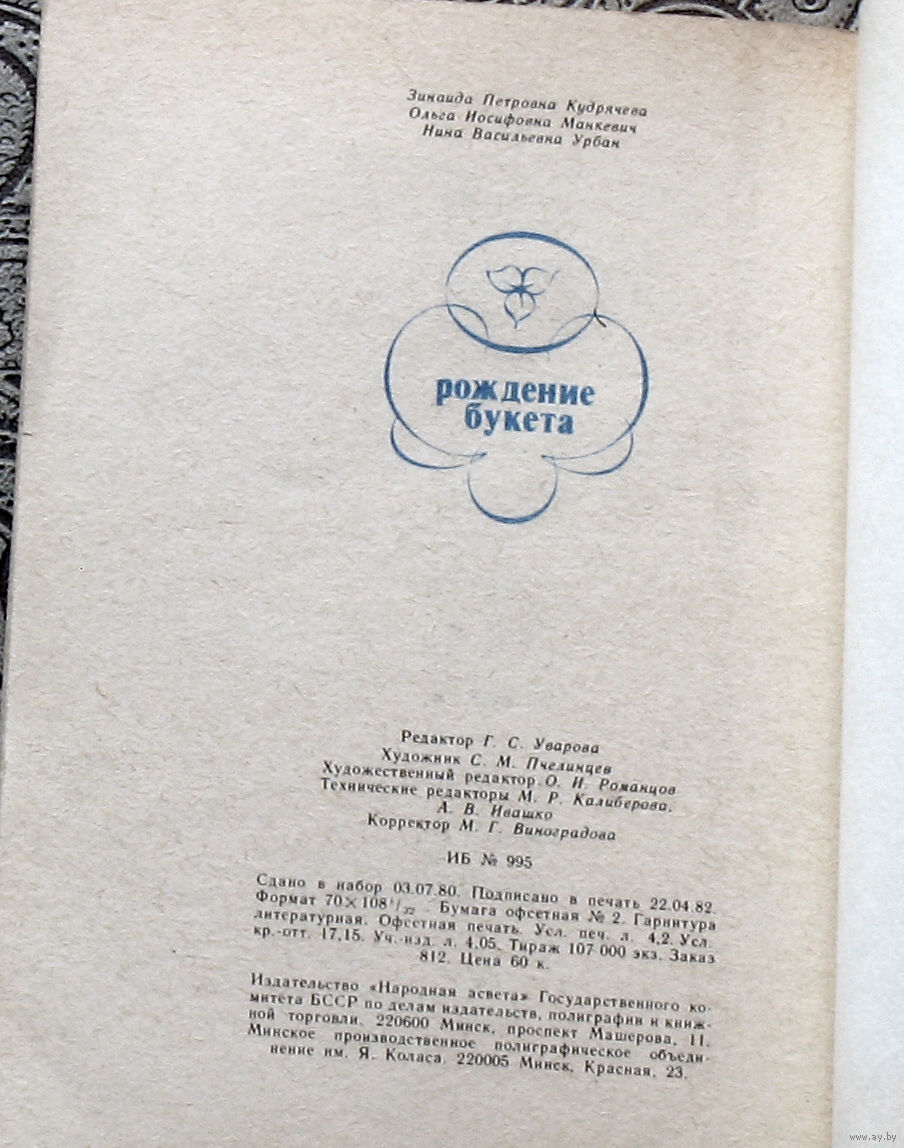 Зинаида Петровна Кудрячева
Ольга Иосифовна Манкевич
Нина Васильевна Урбан
рождение
букета
Редактор Г. С. Уварова
Художник С. М. Пчелинцев
Художественный редактор О. И. Романцов
Технические редакторы М. Р. Калиберова,
А. В. Ивашко
Корректор М. Г. Виноградова
ИБ № 995
Сдано в набор 03.07.80. Подписано в печать 22.04.82.
Формат 70×108¹/₃₂. Бумага офсетная № 2. Гарнитура
литературная. Офсетная печать. Усл. печ. л. 4,2. Усл.
кр.-отт. 17,15. Уч.-изд. л. 4,05. Тираж 107 000 экз. Заказ
812. Цена 60 к.
Издательство «Народная асвета» Государственного ко-
митета БССР по делам издательств, полиграфии и книж-
ной торговли. 220600 Минск, проспект Машерова, 11.
Минское производственное полиграфическое объеди-
нение им. Я. Коласа. 220005 Минск, Красная, 23.
www.ay.by